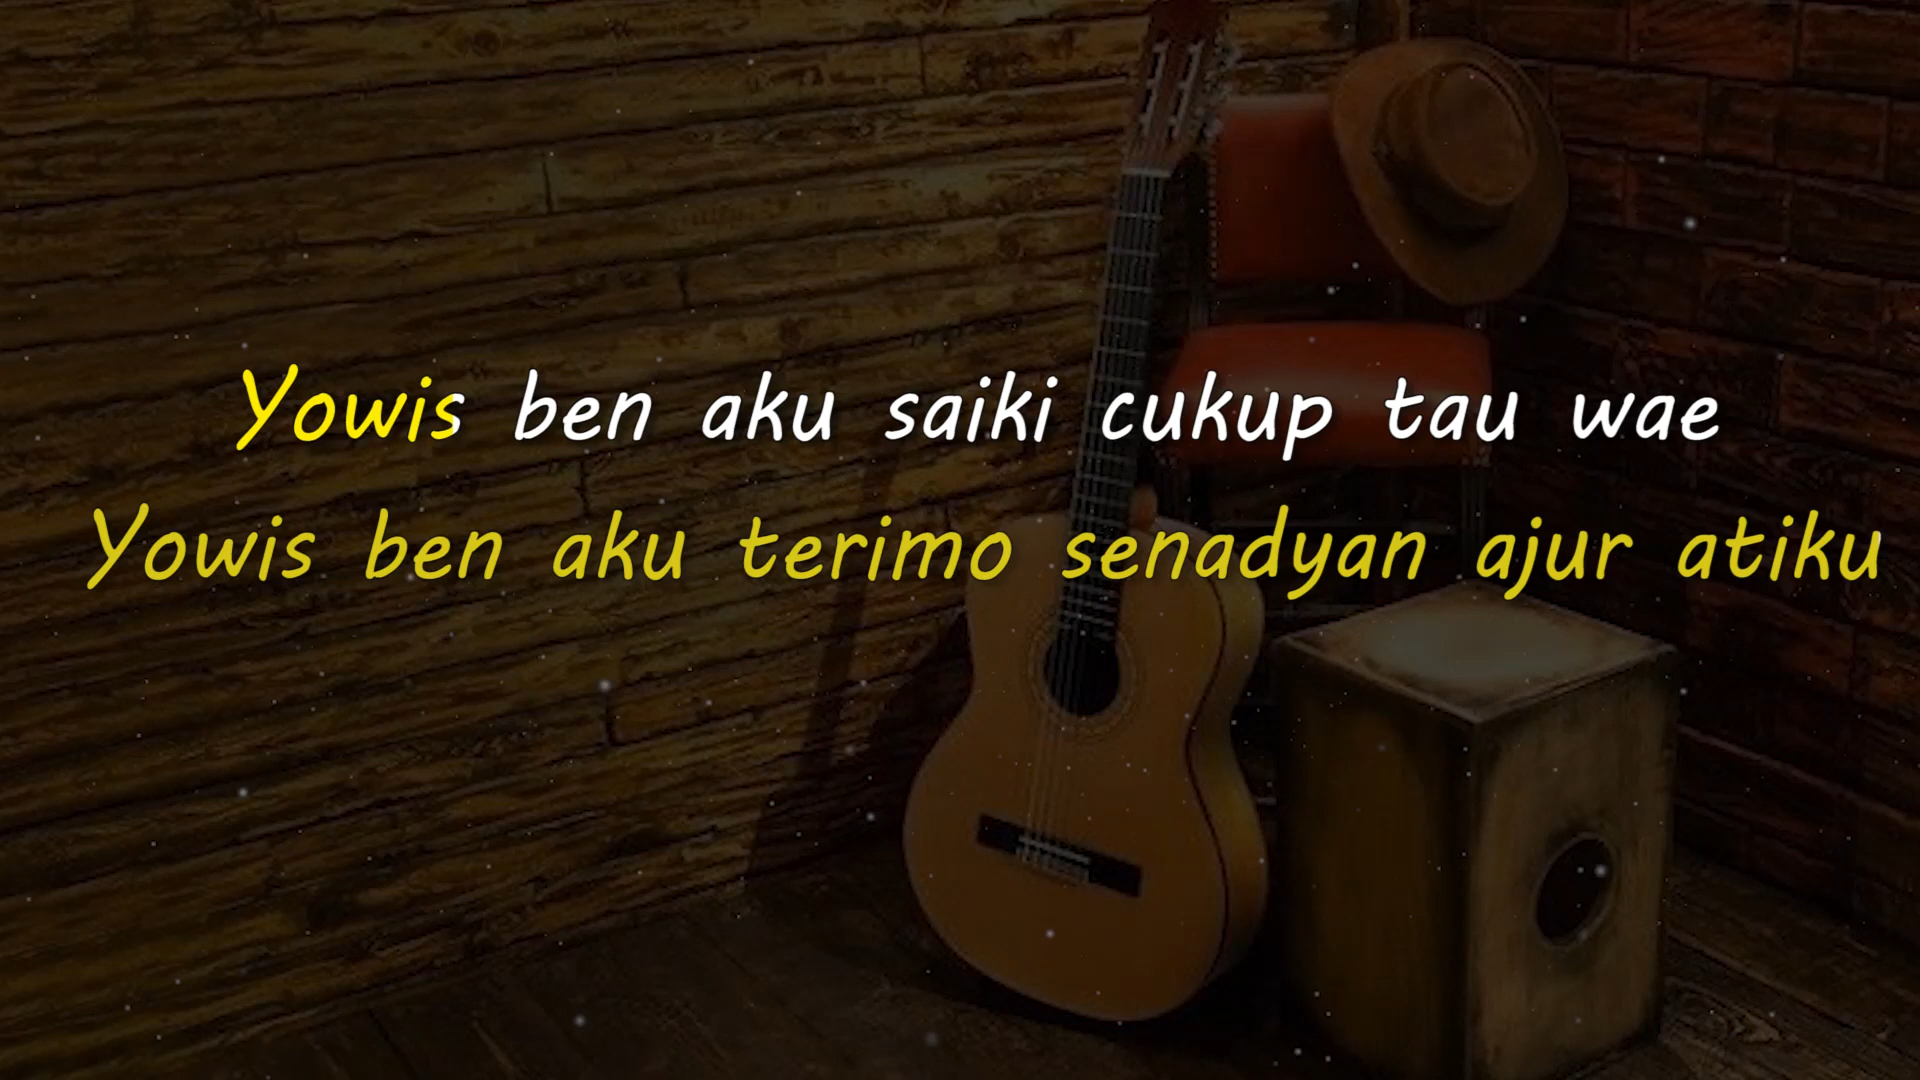 Yowis ben aku saiki cukup tau wae
Yowis ben aku terimo senadyan ajur atiku